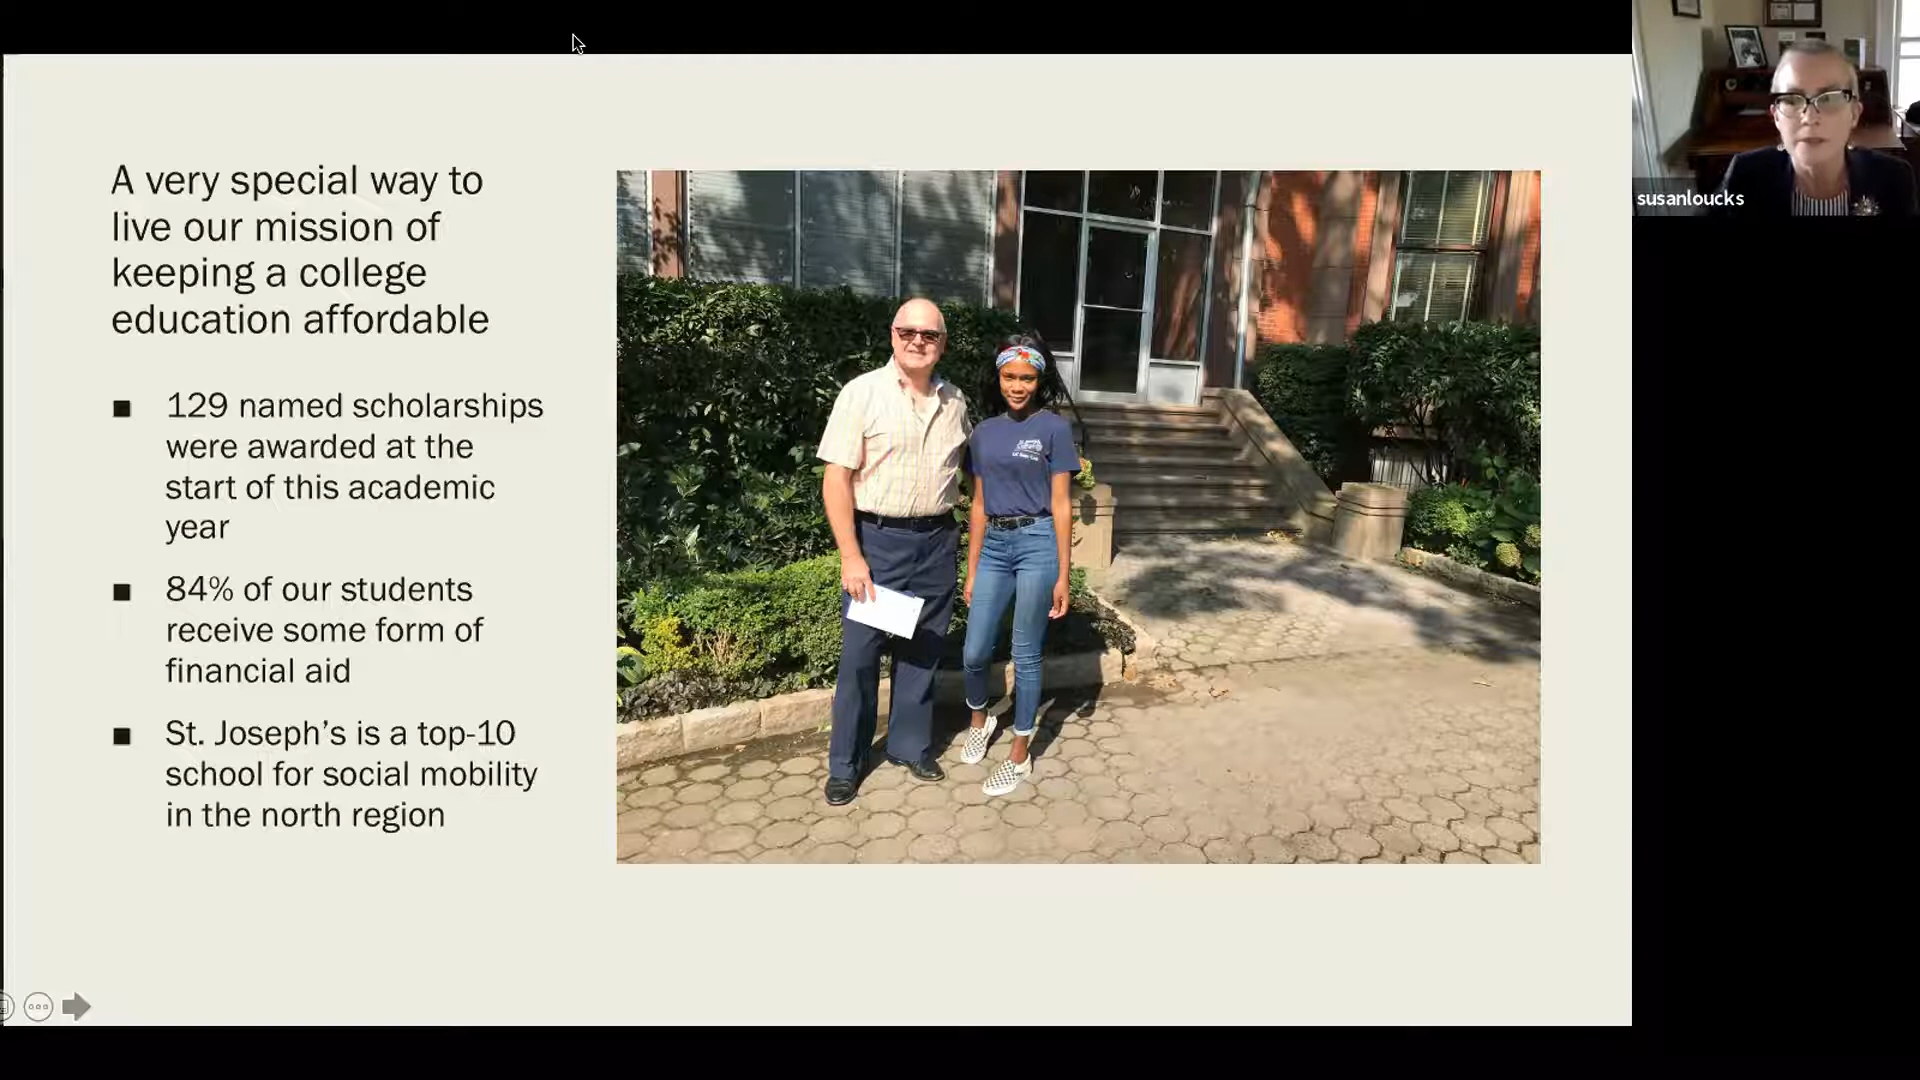 A very special way to
live our mission of
keeping a college
education affordable
■ 129 named scholarships
were awarded at the
start of this academic
year
■ 84% of our students
receive some form of
financial aid
■ St. Joseph’s is a top-10
school for social mobility
in the north region
susanloucks